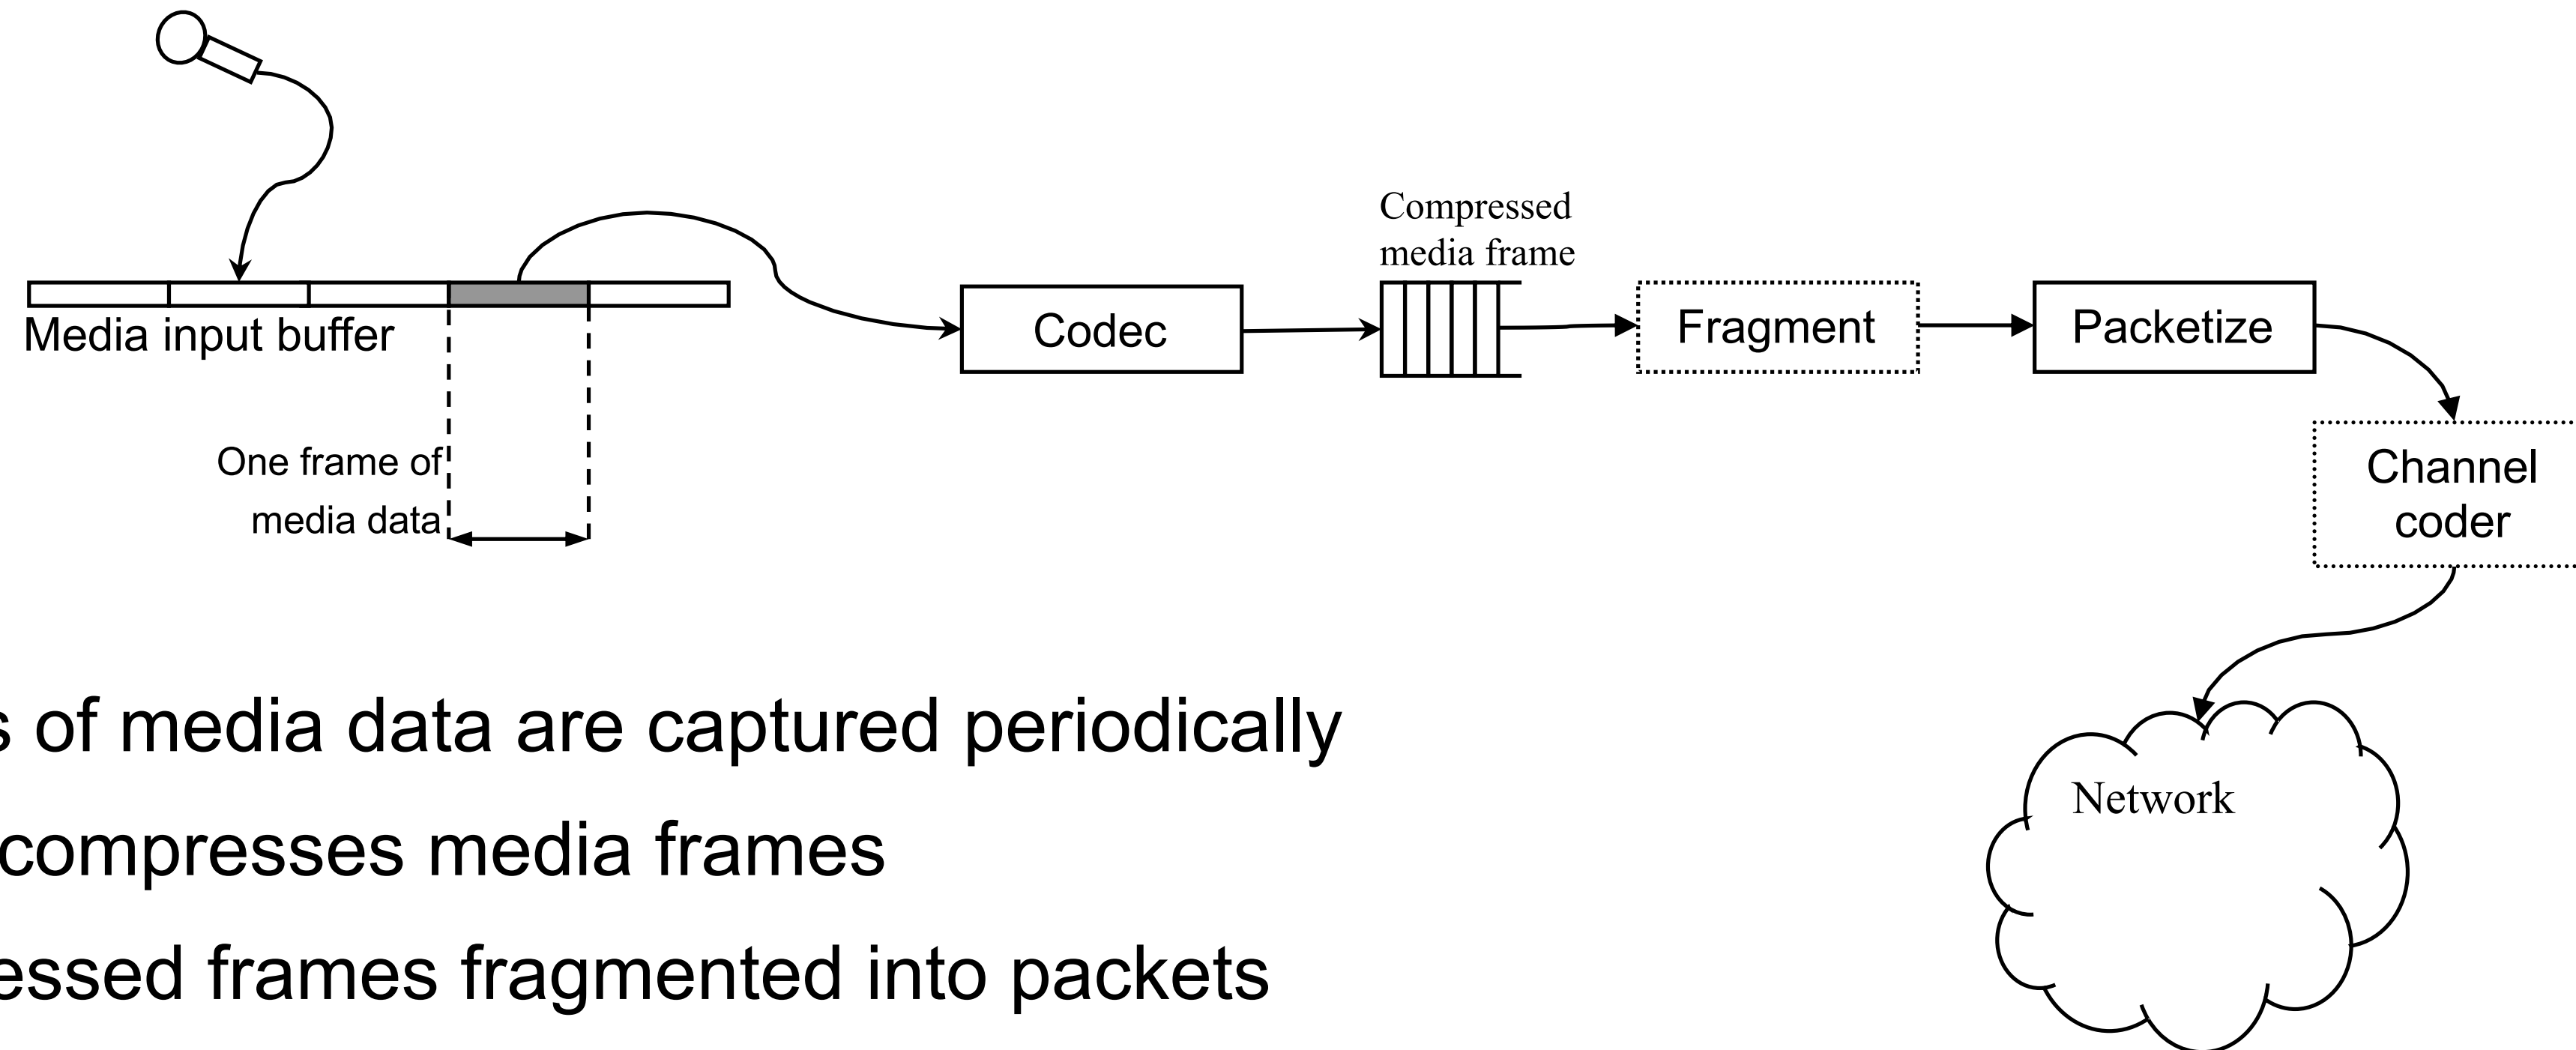 Compressed
media frame
Media input buffer
Codec
Fragment
Packetize
One frame of
media data
Channel
coder
of media data are captured periodically
Network
compresses media frames
frames fragmented into packets